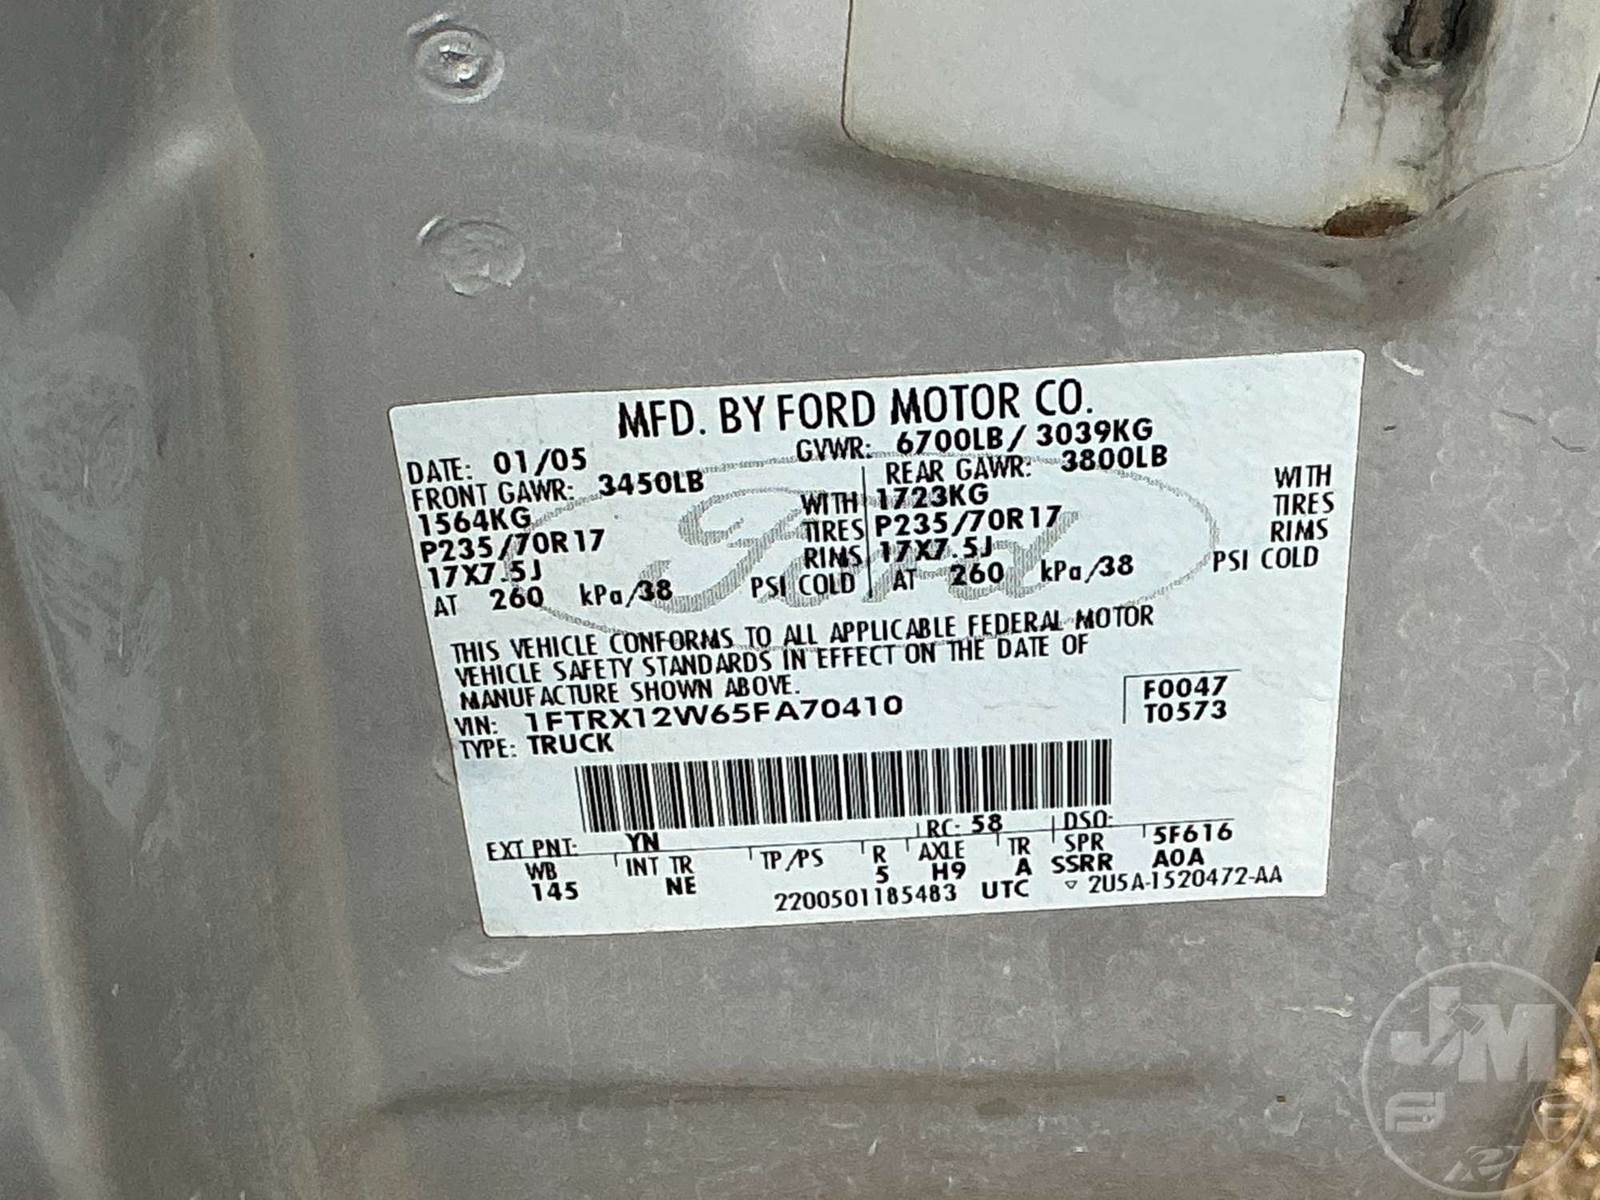 MFD. BY FORD MOTOR CO.
DATE: 01/05 GVWR: 6700LB/ 3039KG
FRONT GAWR: 3450LB REAR GAWR: 3800LB
1564KG WITH 1723KG WITH
P235/70R17 TIRES P235/70R17 TIRES
17X7.5J RIMS 17X7.5J RIMS
AT 260 kPa/38 PSI COLD AT 260 kPa/38 PSI COLD
Ford
THIS VEHICLE CONFORMS TO ALL APPLICABLE FEDERAL MOTOR
VEHICLE SAFETY STANDARDS IN EFFECT ON THE DATE OF
MANUFACTURE SHOWN ABOVE.
VIN: 1FTRX12W65FA70410 F0047
TYPE: TRUCK T0573
EXT PNT: YN RC: 58 DSO:
WB INT TR TP/PS R AXLE TR SPR 5F616
145 NE 5 H9 A SSRR A0A
2200501185483 UTC ▽ 2U5A-1520472-AA
JM